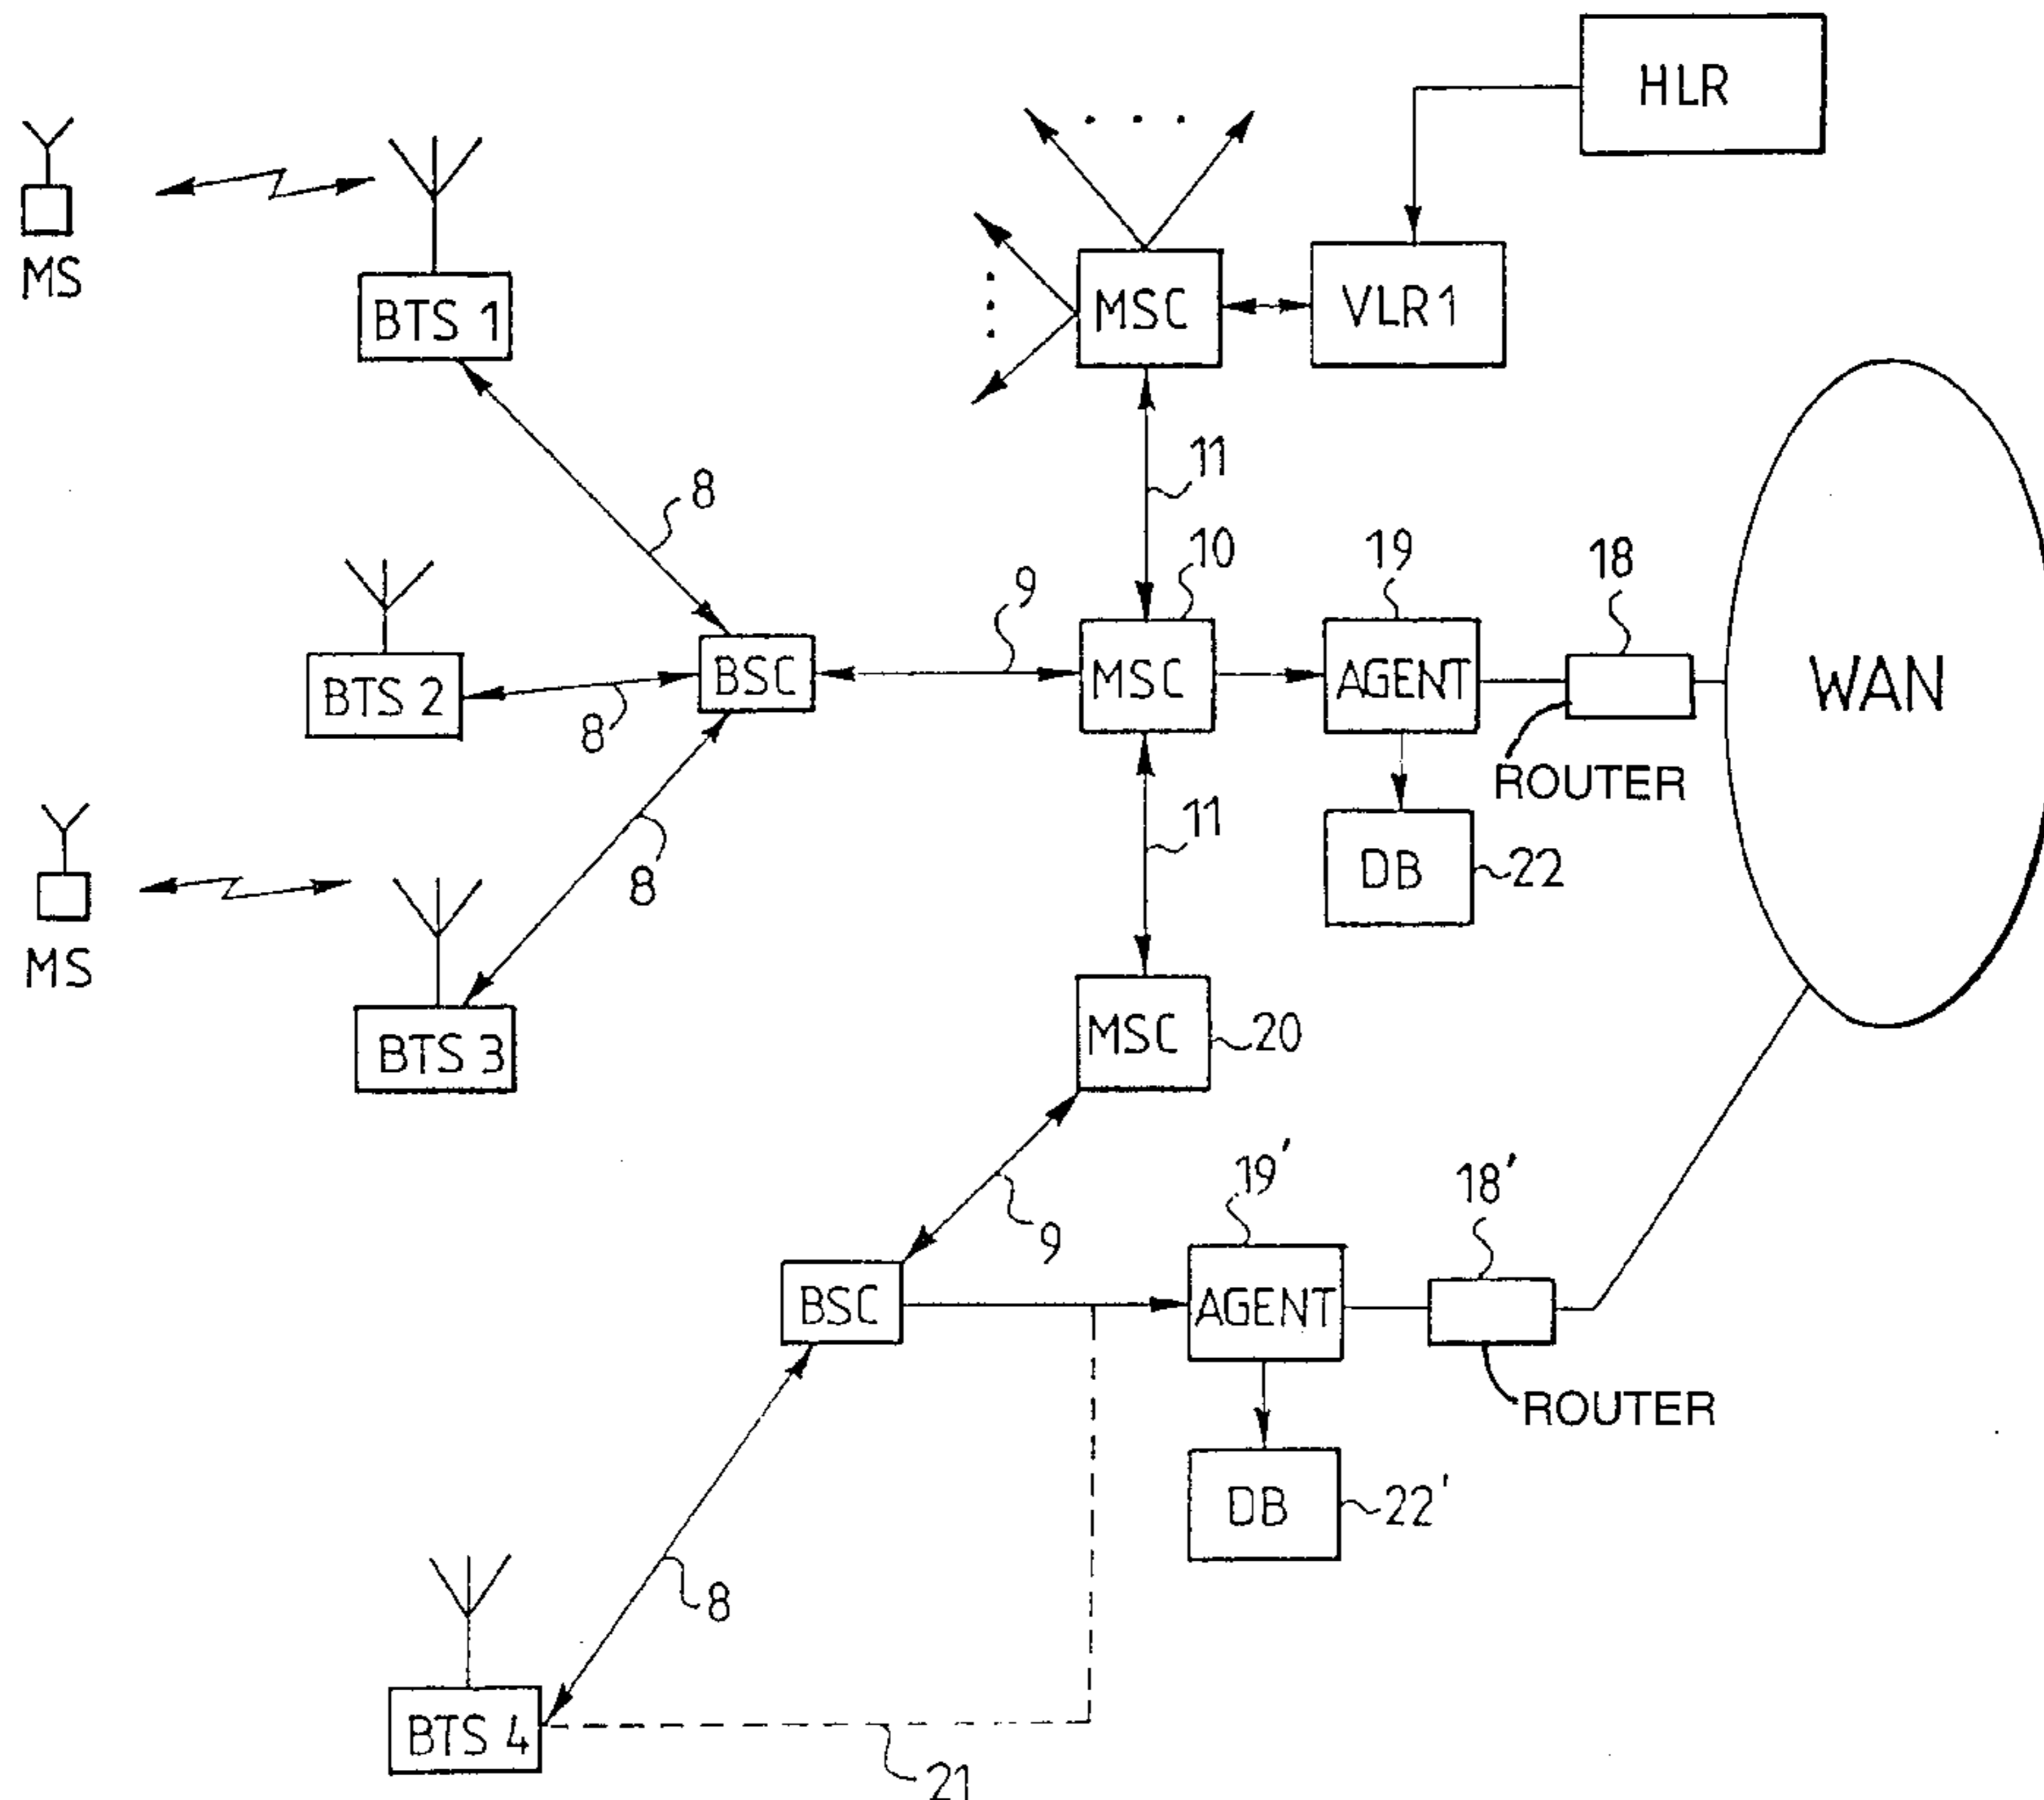 HLR
MS
BTS 1
MSC
VLR 1
11
8
10
19
18
9
BTS 2
8
BSC
MSC
AGENT
WAN
ROUTER
11
8
DB
22
MS
BTS 3
MSC
20
9
19'
18'
BSC
AGENT
ROUTER
DB
22'
8
BTS 4
21